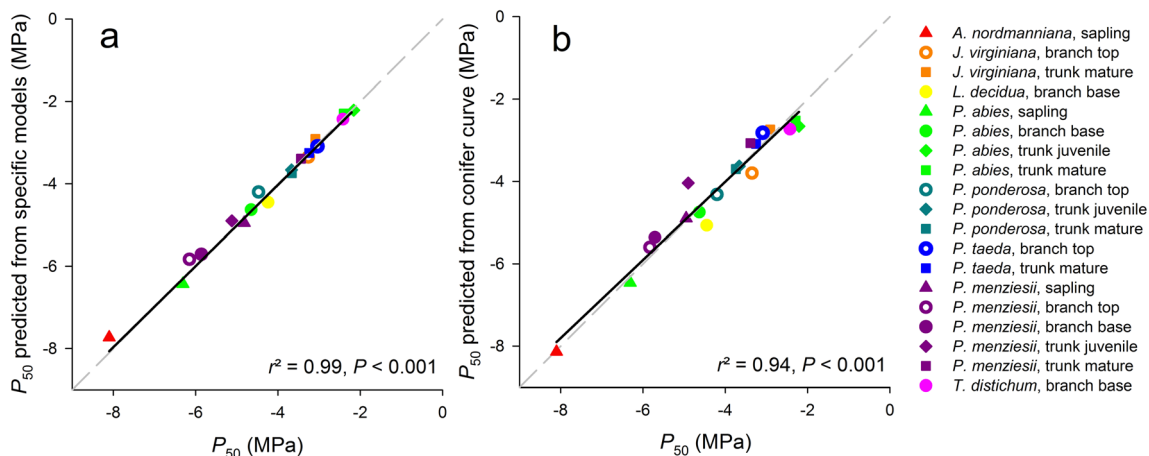 a
P50 predicted from specific models (MPa)
0
-2
-4
-6
-8
r² = 0.99, P < 0.001
-8 -6 -4 -2 0
P50 (MPa)
b
P50 predicted from conifer curve (MPa)
0
-2
-4
-6
-8
r² = 0.94, P < 0.001
-8 -6 -4 -2 0
P50 (MPa)
A. nordmanniana, sapling
J. virginiana, branch top
J. virginiana, trunk mature
L. decidua, branch base
P. abies, sapling
P. abies, branch base
P. abies, trunk juvenile
P. abies, trunk mature
P. ponderosa, branch top
P. ponderosa, trunk juvenile
P. ponderosa, trunk mature
P. taeda, branch top
P. taeda, trunk mature
P. menziesii, sapling
P. menziesii, branch top
P. menziesii, branch base
P. menziesii, trunk juvenile
P. menziesii, trunk mature
T. distichum, branch base